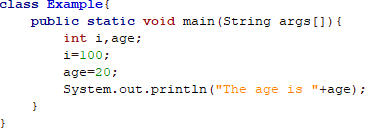 class Example{
    public static void main(String args[]){
        int i,age;
        i=100;
        age=20;
        System.out.println("The age is "+age);
    }
}